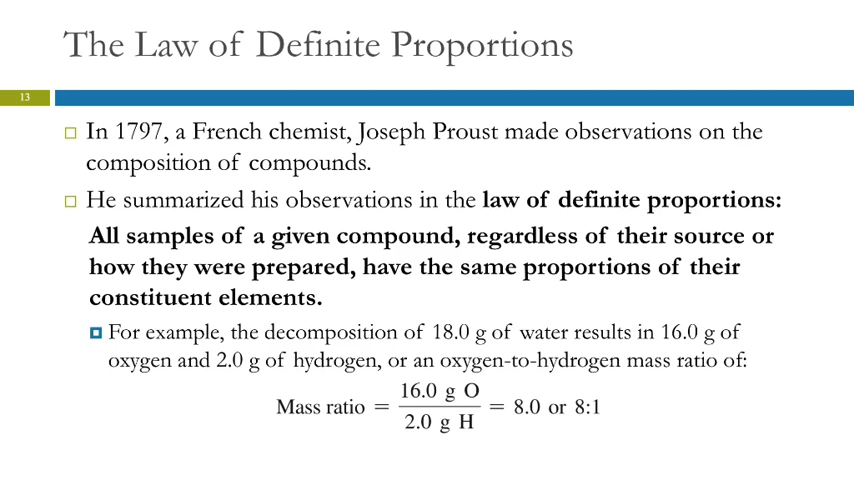 The Law of Definite Proportions
13
In 1797, a French chemist, Joseph Proust made observations on the
composition of compounds.
He summarized his observations in the law of definite proportions:
All samples of a given compound, regardless of their source or
how they were prepared, have the same proportions of their
constituent elements.
For example, the decomposition of 18.0 g of water results in 16.0 g of
oxygen and 2.0 g of hydrogen, or an oxygen-to-hydrogen mass ratio of:
16.0 g O
Mass ratio = = 8.0 or 8:1
2.0 g H